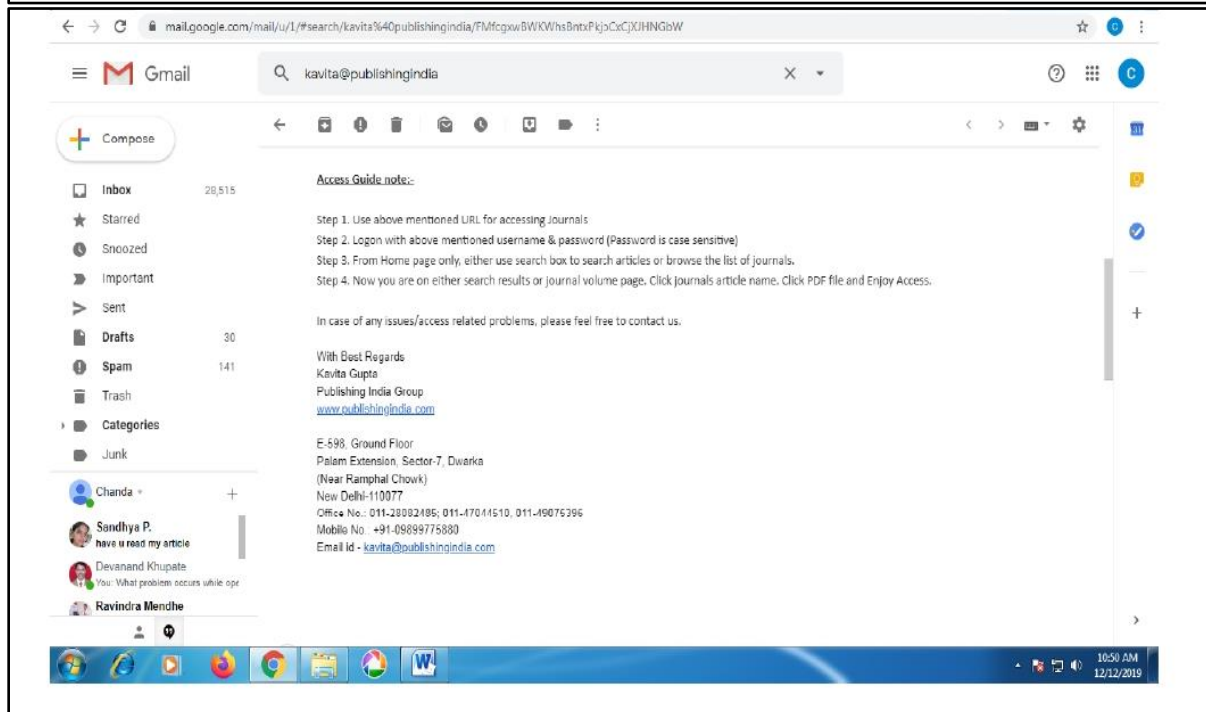 mail.google.com/mail/u/1/#search/kavita%40publishingindia/FMfcgxwBWKWhsBntxPkjpCxCjXJHNGbW
Gmail
kavita@publishingindia
C
Compose
Inbox 28,515
Starred
Snoozed
Important
Sent
Drafts 30
Spam 141
Trash
Categories
Junk
Chanda
Sandhya P.
have u read my article
Devanand Khupate
You: What problem occurs while ope
Ravindra Mendhe
Access Guide note:-
Step 1. Use above mentioned URL for accessing Journals
Step 2. Logon with above mentioned username & password (Password is case sensitive)
Step 3. From Home page only, either use search box to search articles or browse the list of journals.
Step 4. Now you are on either search results or journal volume page. Click journals article name. Click PDF file and Enjoy Access.
In case of any issues/access related problems, please feel free to contact us.
With Best Regards
Kavita Gupta
Publishing India Group
www.publishingindia.com
E-598, Ground Floor
Palam Extension, Sector-7, Dwarka
(Near Ramphal Chowk)
New Delhi-110077
Office No.: 011-28082485; 011-47044510, 011-49075396
Mobile No.: +91-09899775880
Email id - kavita@publishingindia.com
10:50 AM
12/12/2019